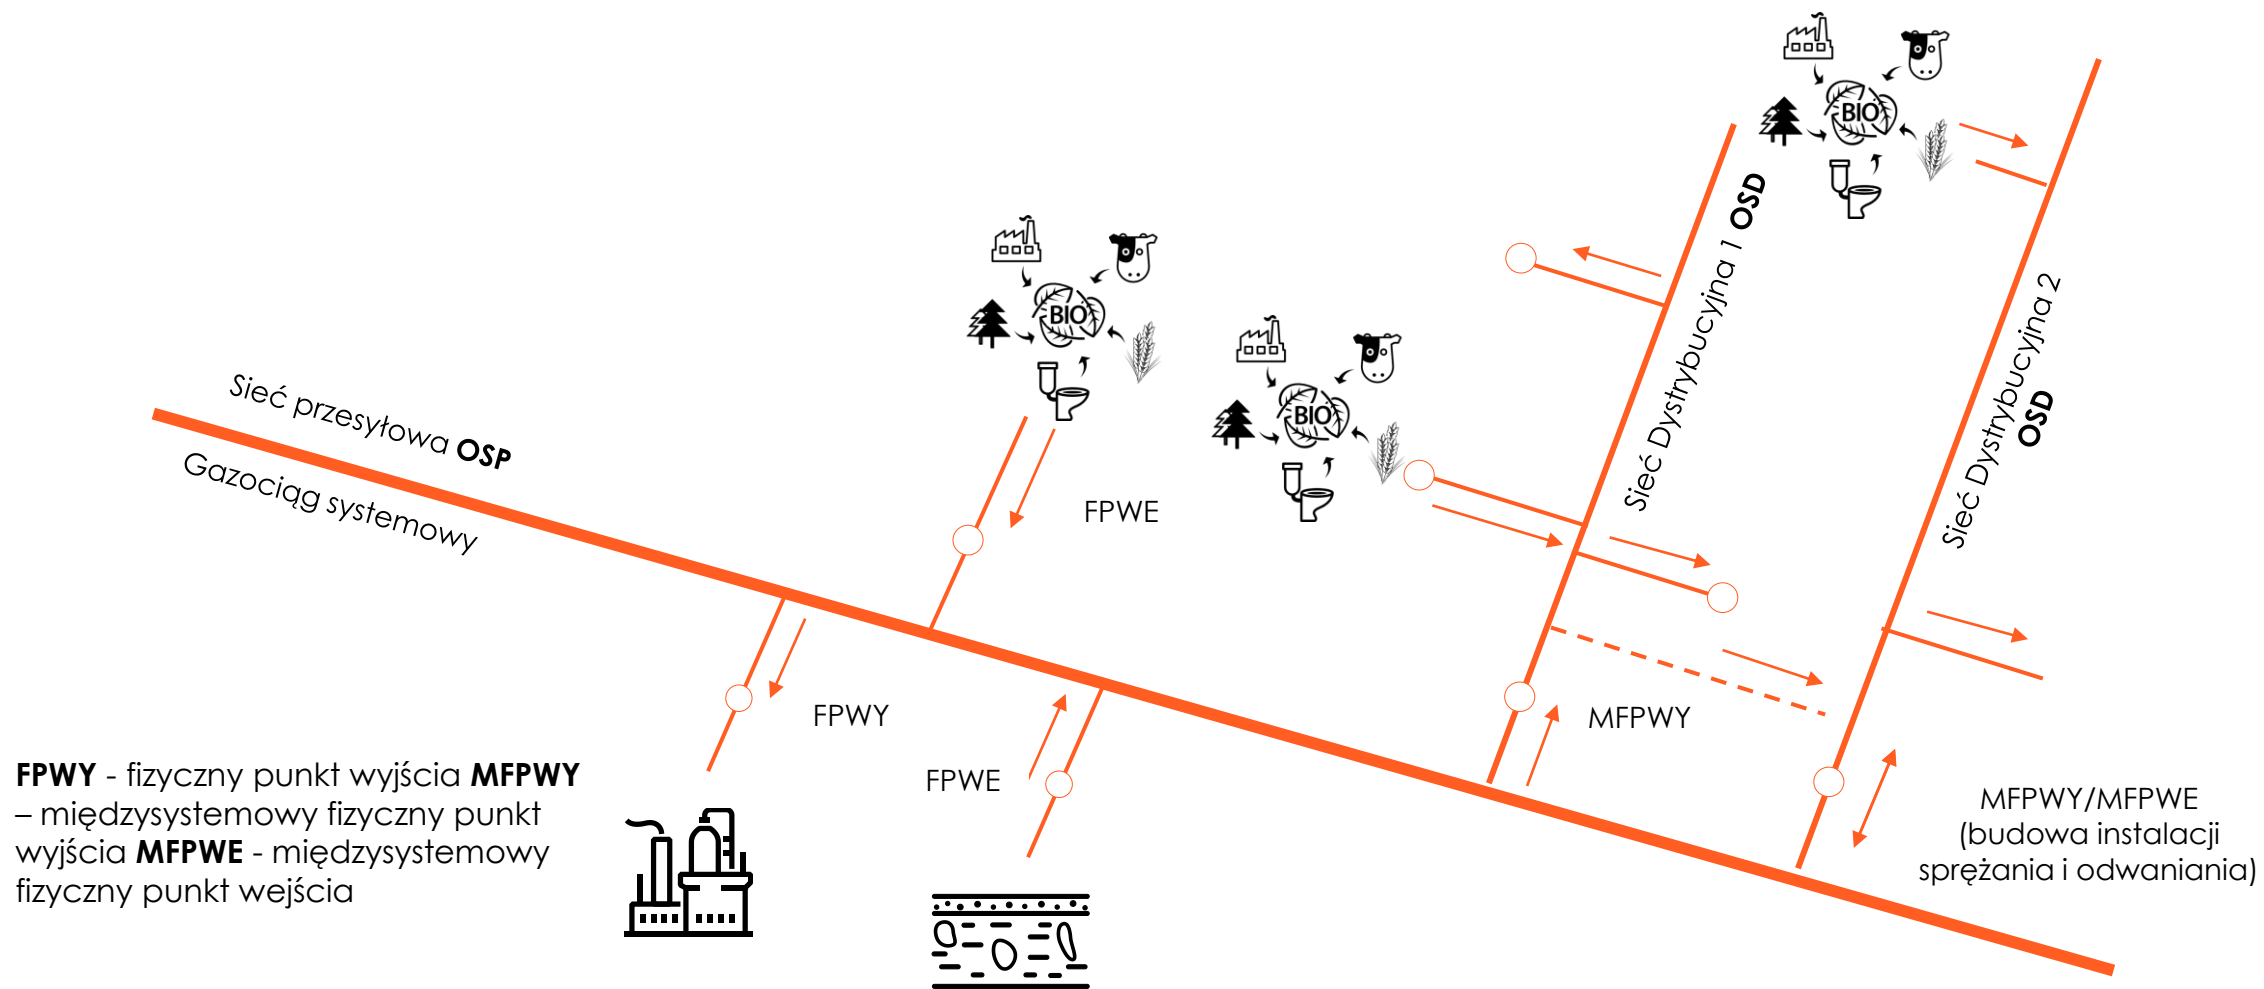 BIO
Sieć Dystrybucyjna 1 OSD
BIO
Sieć Dystrybucyjna 2
OSD
BIO
Sieć przesyłowa OSP
Gazociąg systemowy
FPWE
FPWY
MFPWY
FPWE
FPWY - fizyczny punkt wyjścia MFPWY
– międzysystemowy fizyczny punkt
wyjścia MFPWE - międzysystemowy
fizyczny punkt wejścia
MFPWY/MFPWE
(budowa instalacji
sprężania i odwaniania)